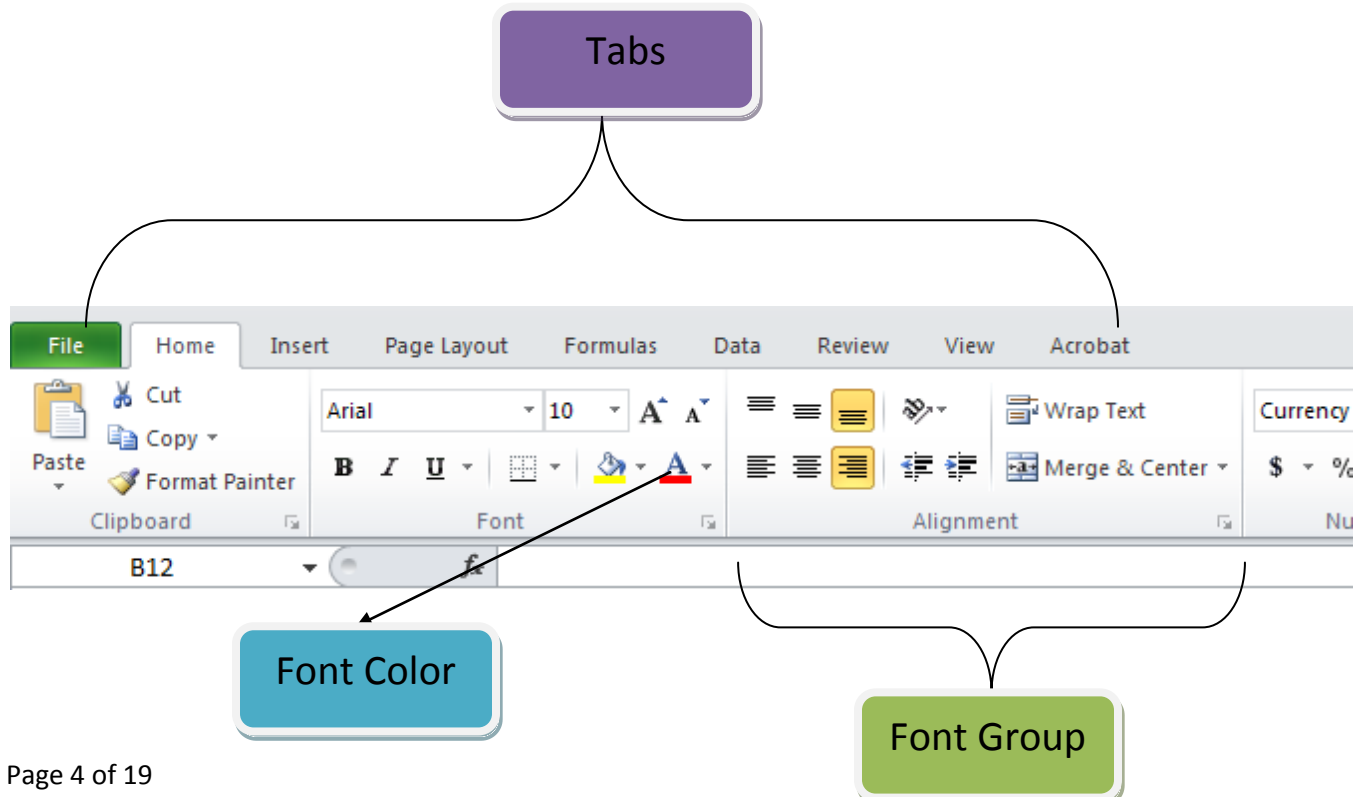 Tabs
File Home Insert Page Layout Formulas Data Review View Acrobat
Paste
Cut
Copy
Format Painter
Clipboard
Arial 10 A A
B I U A
Font
Wrap Text
Merge & Center
Alignment
Currency
$ %
Nu
B12 fx
Font Color
Font Group
Page 4 of 19